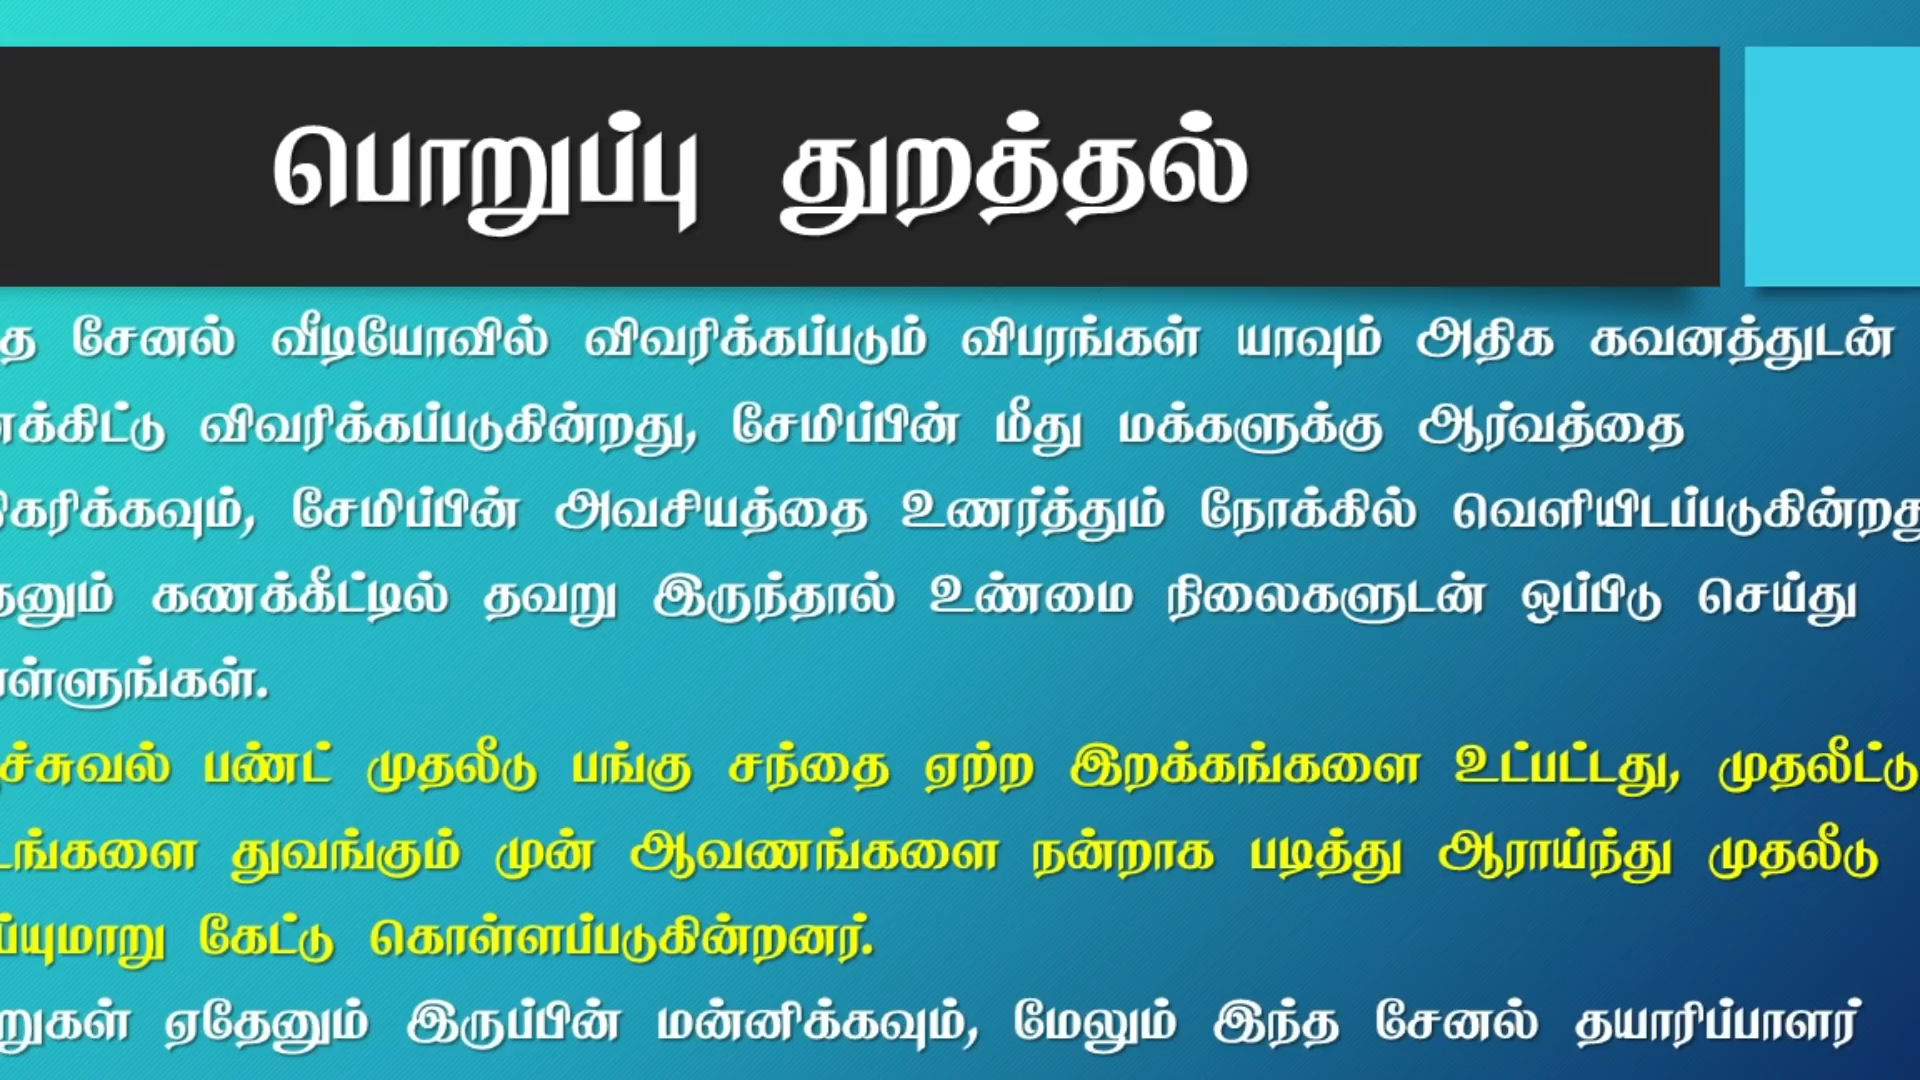 பொறுப்பு துறத்தல்
சேனல் வீடியோவில் விவரிக்கப்படும் விபரங்கள் யாவும் அதிக கவனத்துடன்
விவரிக்கப்படுகின்றது, சேமிப்பின் மீது மக்களுக்கு ஆர்வத்தை
சேமிப்பின் அவசியத்தை உணர்த்தும் நோக்கில் வெளியிடப்படுகின்றது
கணக்கீட்டில் தவறு இருந்தால் உண்மை நிலைகளுடன் ஒப்பிடு செய்து
பண்ட் முதலீடு பங்கு சந்தை ஏற்ற இறக்கங்களை உட்பட்டது, முதலீட்டு
துவங்கும் முன் ஆவணங்களை நன்றாக படித்து ஆராய்ந்து முதலீடு
கேட்டு கொள்ளப்படுகின்றனர்.
ஏதேனும் இருப்பின் மன்னிக்கவும், மேலும் இந்த சேனல் தயாரிப்பாளர்